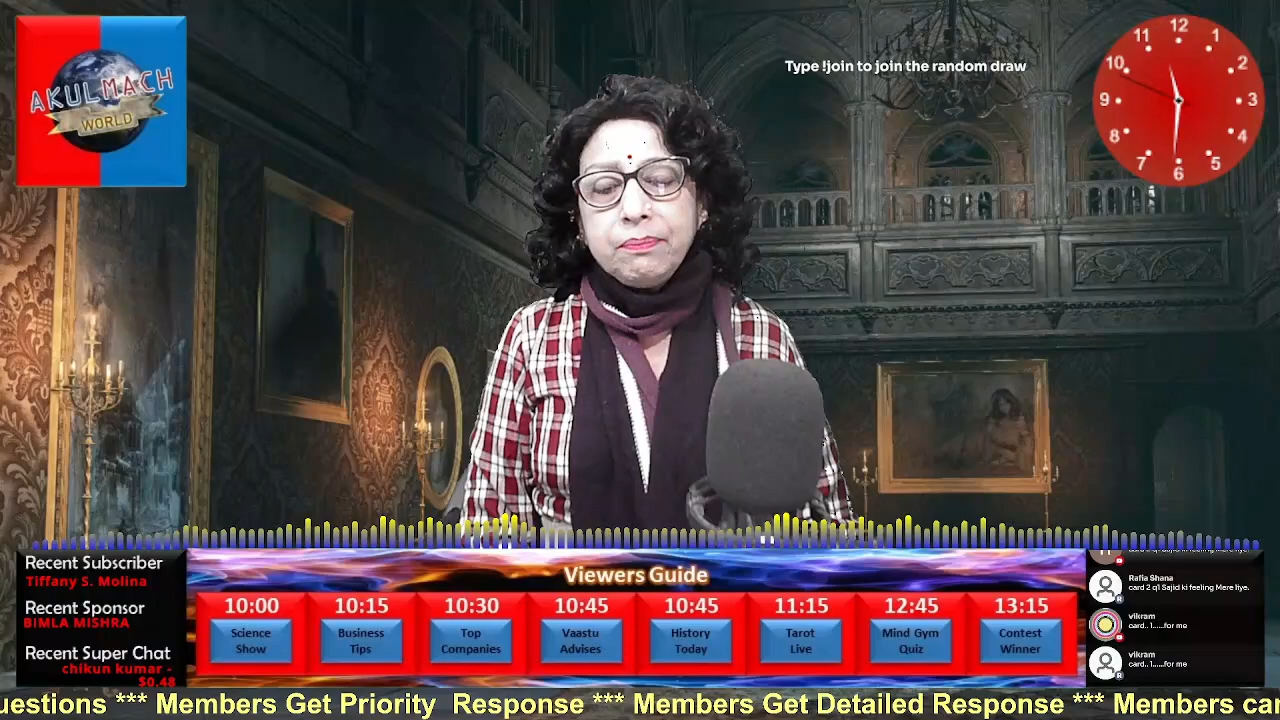 AKULMACH
WORLD
Type !join to join the random draw
12
1
2
3
4
5
6
7
8
9
10
11
Recent Subscriber
Tiffany S. Molina
Recent Sponsor
BIMLA MISHRA
Recent Super Chat
chikun kumar -
$0.48
Viewers Guide
10:00
Science
Show
10:15
Business
Tips
10:30
Top
Companies
10:45
Vaastu
Advises
10:45
History
Today
11:15
Tarot
Live
12:45
Mind Gym
Quiz
13:15
Contest
Winner
Rafia Shana
card 2 q1 Sajid ki feeling Mere liye.
vikram
card.. 1......for me
vikram
card.. 1......for me
uestions *** Members Get Priority Response *** Members Get Detailed Response *** Members ca